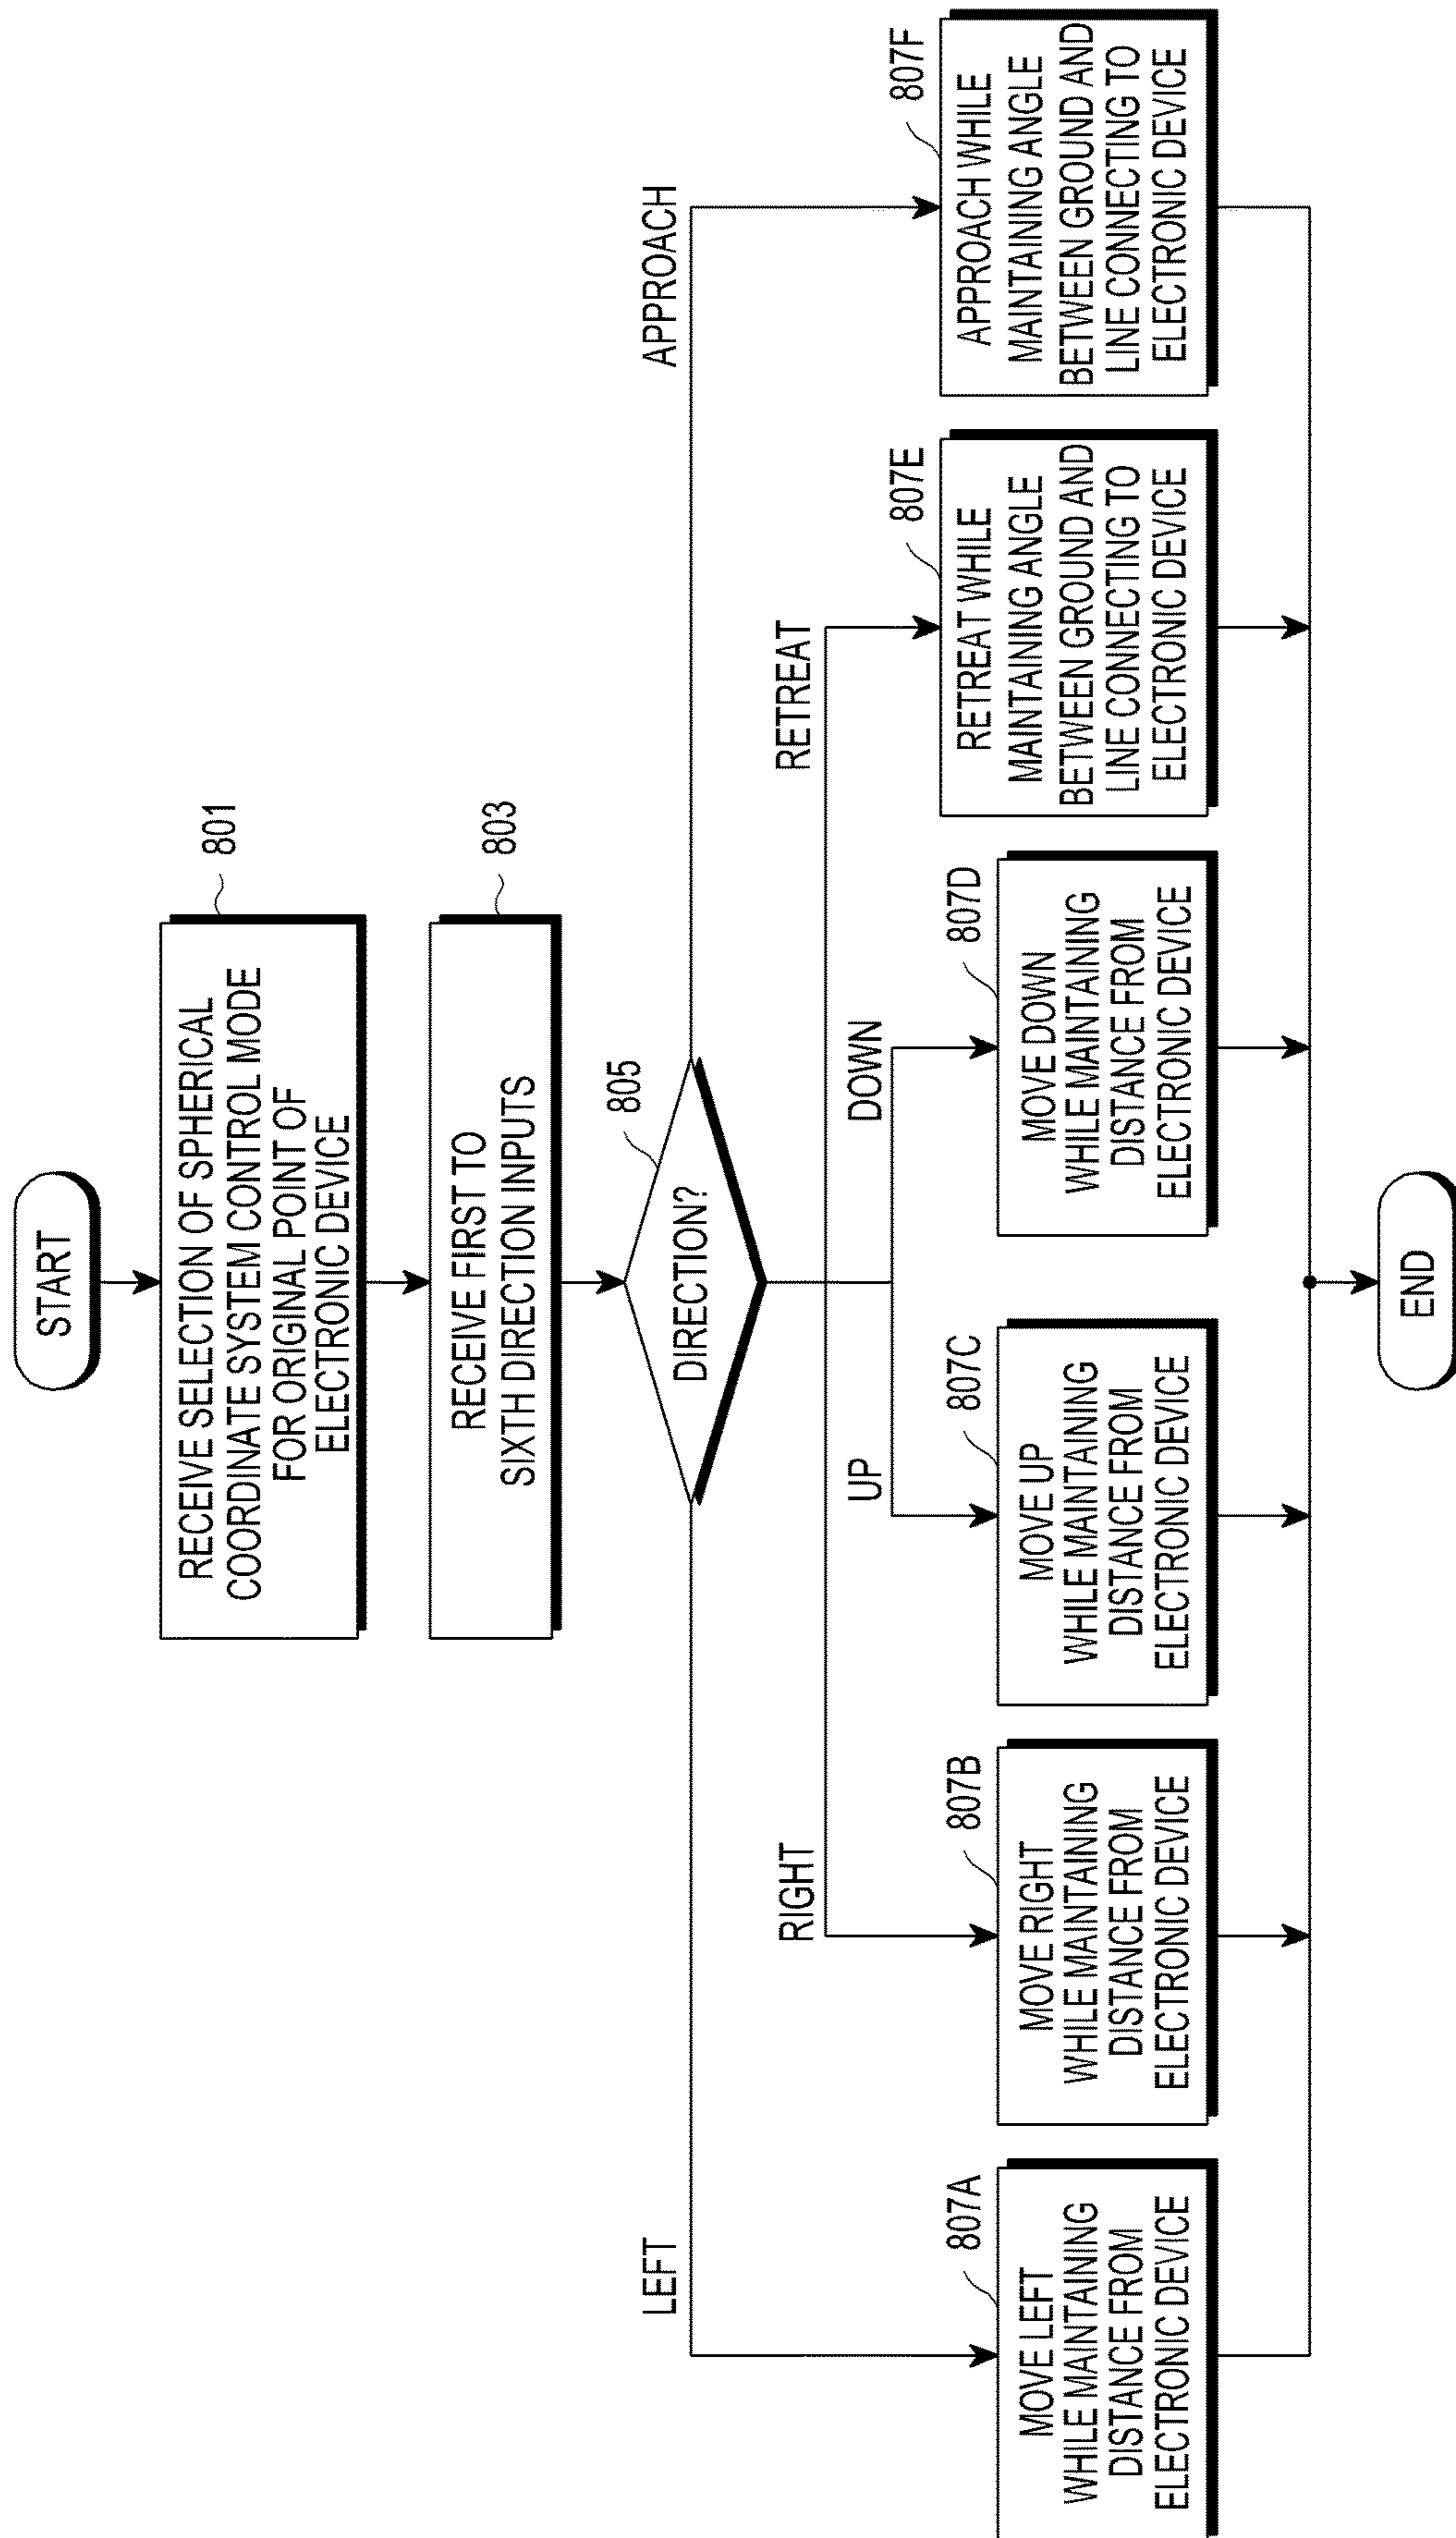 START
801
RECEIVE SELECTION OF SPHERICAL
COORDINATE SYSTEM CONTROL MODE
FOR ORIGINAL POINT OF
ELECTRONIC DEVICE
803
RECEIVE FIRST TO
SIXTH DIRECTION INPUTS
805
DIRECTION?
LEFT
APPROACH
RIGHT
RETREAT
UP
DOWN
807A
MOVE LEFT
WHILE MAINTAINING
DISTANCE FROM
ELECTRONIC DEVICE
807B
MOVE RIGHT
WHILE MAINTAINING
DISTANCE FROM
ELECTRONIC DEVICE
807C
MOVE UP
WHILE MAINTAINING
DISTANCE FROM
ELECTRONIC DEVICE
807D
MOVE DOWN
WHILE MAINTAINING
DISTANCE FROM
ELECTRONIC DEVICE
807E
RETREAT WHILE
MAINTAINING ANGLE
BETWEEN GROUND AND
LINE CONNECTING TO
ELECTRONIC DEVICE
807F
APPROACH WHILE
MAINTAINING ANGLE
BETWEEN GROUND AND
LINE CONNECTING TO
ELECTRONIC DEVICE
END